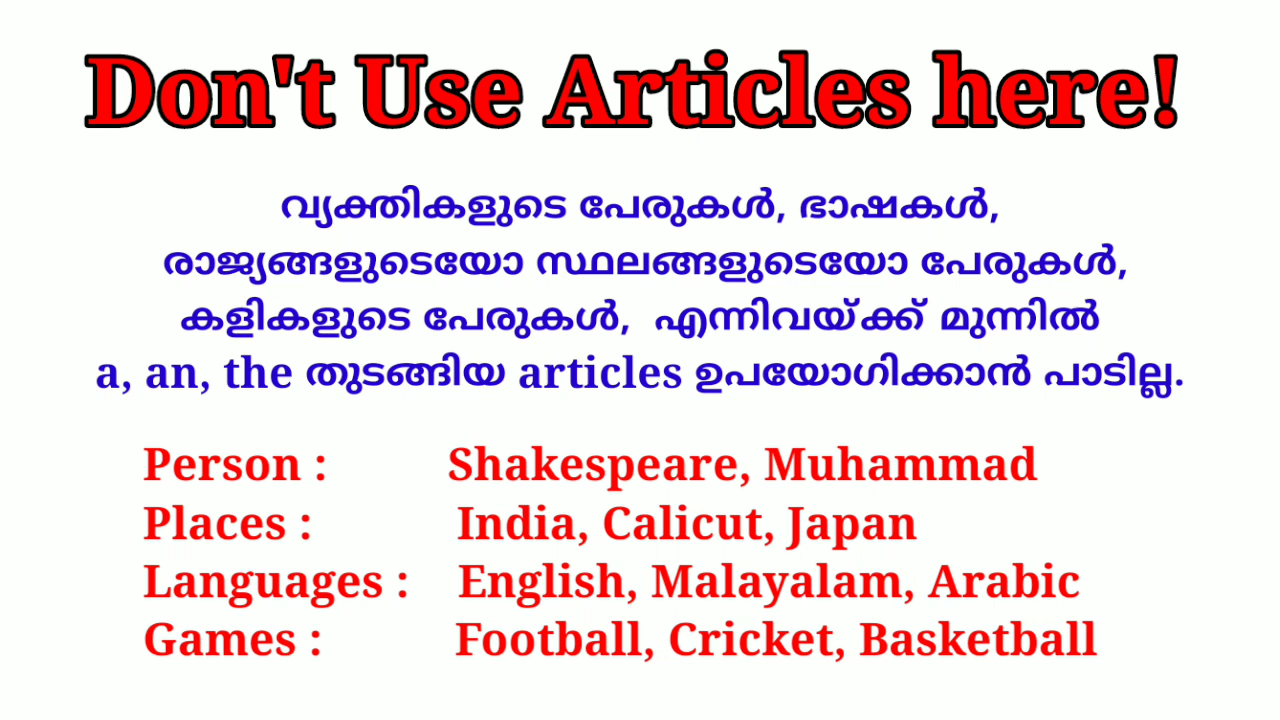 Don't Use Articles here!
വ്യക്തികളുടെ പേരുകൾ, ഭാഷകൾ,
രാജ്യങ്ങളുടെയോ സ്ഥലങ്ങളുടെയോ പേരുകൾ,
കളികളുടെ പേരുകൾ, എന്നിവയ്ക്ക് മുന്നിൽ
a, an, the തുടങ്ങിയ articles ഉപയോഗിക്കാൻ പാടില്ല.
Person : Shakespeare, Muhammad
Places : India, Calicut, Japan
Languages : English, Malayalam, Arabic
Games : Football, Cricket, Basketball